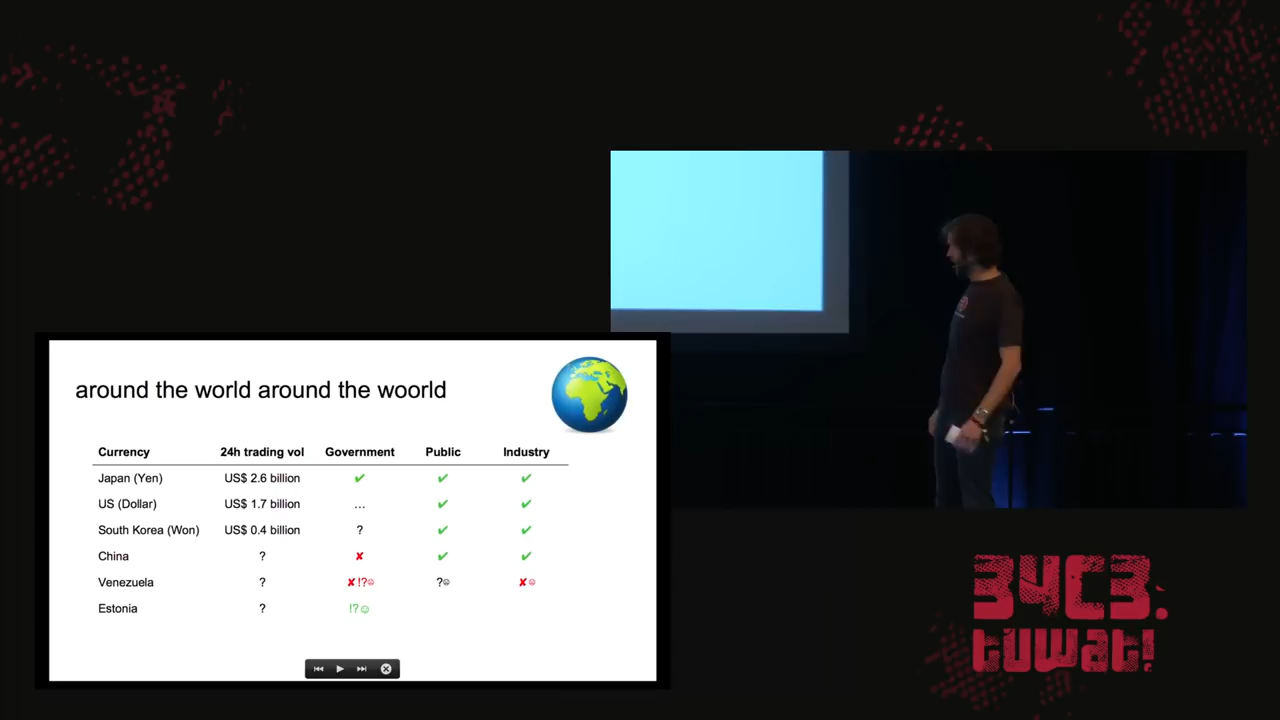 around the world around the woorld
Currency 24h trading vol Government Public Industry
Japan (Yen) US$ 2.6 billion ✔ ✔ ✔
US (Dollar) US$ 1.7 billion … ✔ ✔
South Korea (Won) US$ 0.4 billion ? ✔ ✔
China ? ✘ ✔ ✔
Venezuela ? ✘!?☹ ?☹ ✘☹
Estonia ? !?☺
34C3.
tuwat!